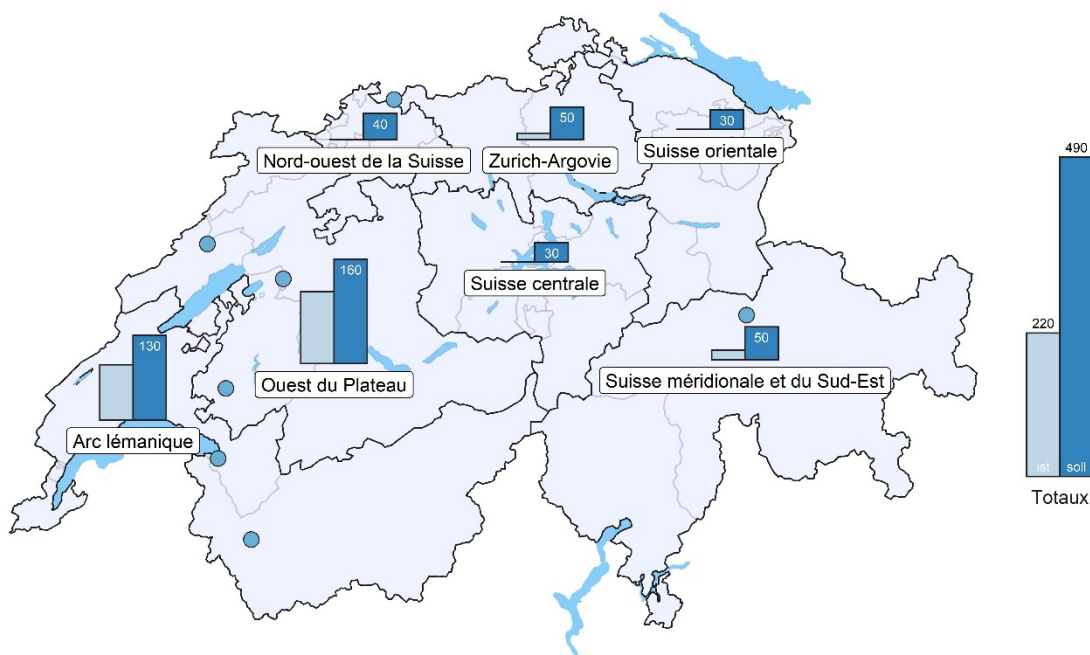 40
Nord-ouest de la Suisse
50
Zurich-Argovie
30
Suisse orientale
490
30
Suisse centrale
160
Ouest du Plateau
220
130
Arc lémanique
50
Suisse méridionale et du Sud-Est
ist
soll
Totaux